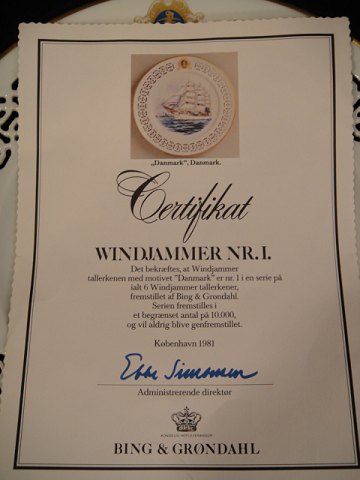 „Danmark”, Danmark.
Certifikat
WINDJAMMER NR. I.
Det bekræftes, at Windjammer
tallerkenen med motivet "Danmark" er nr. 1 i en serie på
ialt 6 Windjammer tallerkener,
fremstillet af Bing & Grøndahl.
Serien fremstilles i
et begrænset antal på 10.000,
og vil aldrig blive genfremstillet.
København 1981
Ebbe Simonsen
Administrerende direktør
BING & GRØNDAHL